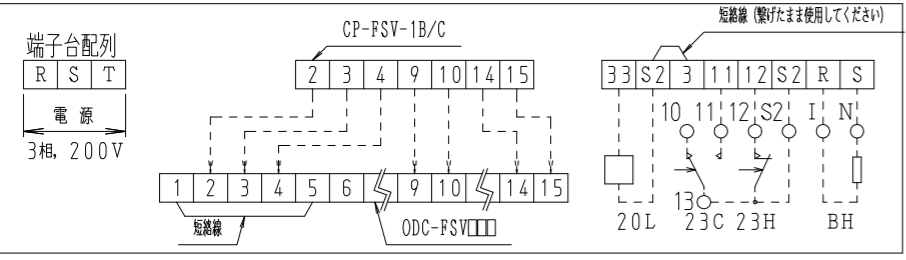 短絡線 (繋げたまま使用してください)
CP-FSV-1B/C
端子台配列
R S T
2 3 4 9 10 14 15
33 S2 3 11 12 S2 R S
電源
10 11 12 S2 I N
3相, 200V
1 2 3 4 5 6 9 10 14 15
13
短絡線
ODC-FSV□□□
20L 23C 23H BH